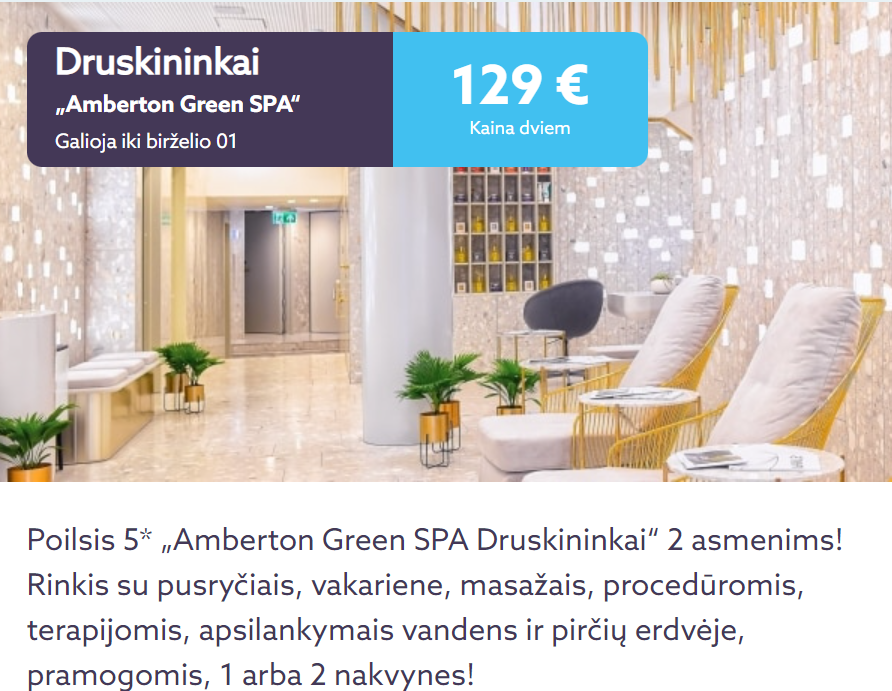 Druskininkai
„Amberton Green SPA“
Galioja iki birželio 01
129 €
Kaina dviem
Poilsis 5* „Amberton Green SPA Druskininkai“ 2 asmenims!
Rinkis su pusryčiais, vakariene, masažais, procedūromis,
terapijomis, apsilankymais vandens ir pirčių erdvėje,
pramogomis, 1 arba 2 nakvynes!